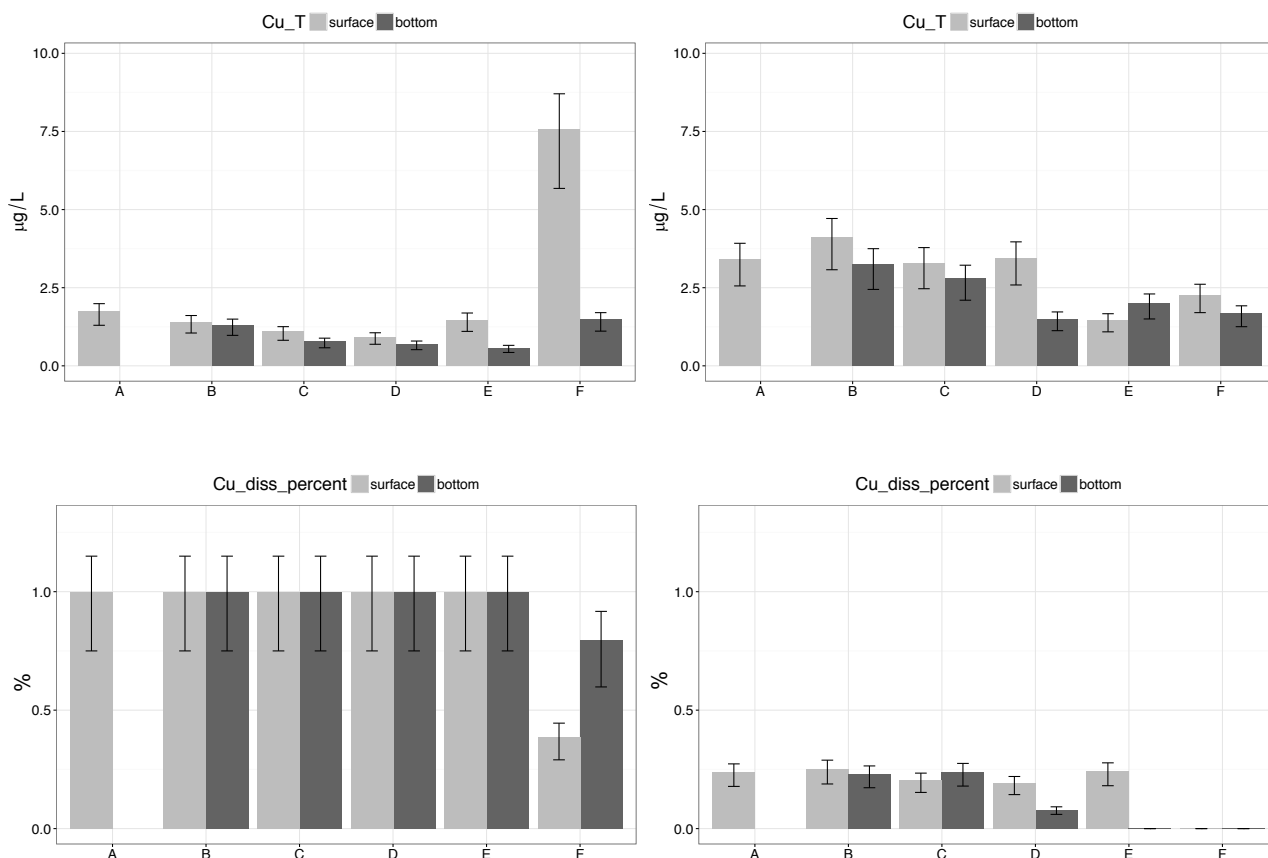 Cu_T surface bottom
10.0
7.5
5.0
2.5
0.0
µg/L
A B C D E F
Cu_T surface bottom
10.0
7.5
5.0
2.5
0.0
µg/L
A B C D E F
Cu_diss_percent surface bottom
1.0
0.5
0.0
%
A B C D E F
Cu_diss_percent surface bottom
1.0
0.5
0.0
%
A B C D E F